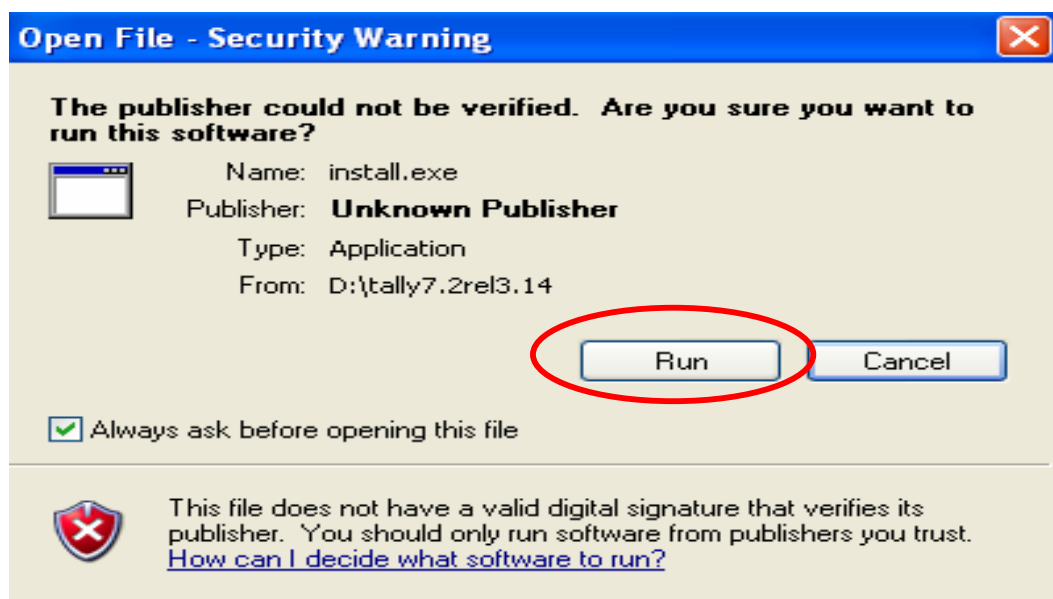 Open File - Security Warning
The publisher could not be verified. Are you sure you want to
run this software?
Name: install.exe
Publisher: Unknown Publisher
Type: Application
From: D:\tally7.2rel3.14
Run Cancel
Always ask before opening this file
This file does not have a valid digital signature that verifies its
publisher. You should only run software from publishers you trust.
How can I decide what software to run?